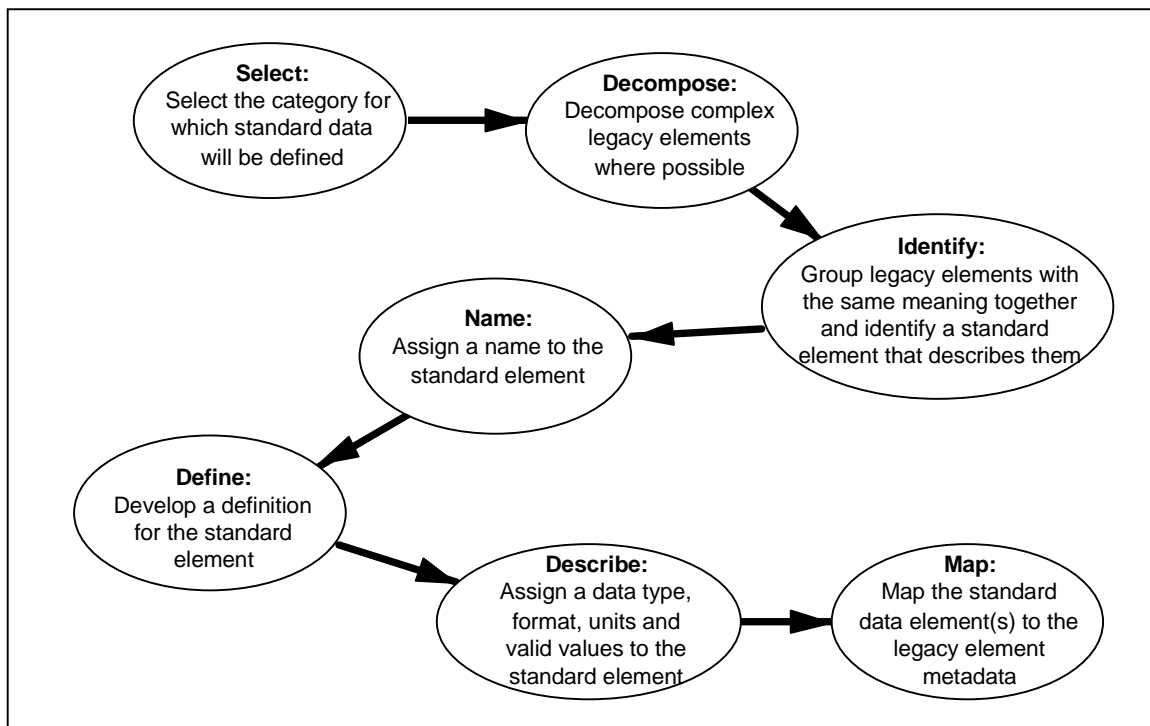 Select:
Select the category for
which standard data
will be defined
Decompose:
Decompose complex
legacy elements
where possible
Identify:
Group legacy elements with
the same meaning together
and identify a standard
element that describes them
Name:
Assign a name to the
standard element
Define:
Develop a definition
for the standard
element
Describe:
Assign a data type,
format, units and
valid values to the
standard element
Map:
Map the standard
data element(s) to the
legacy element
metadata